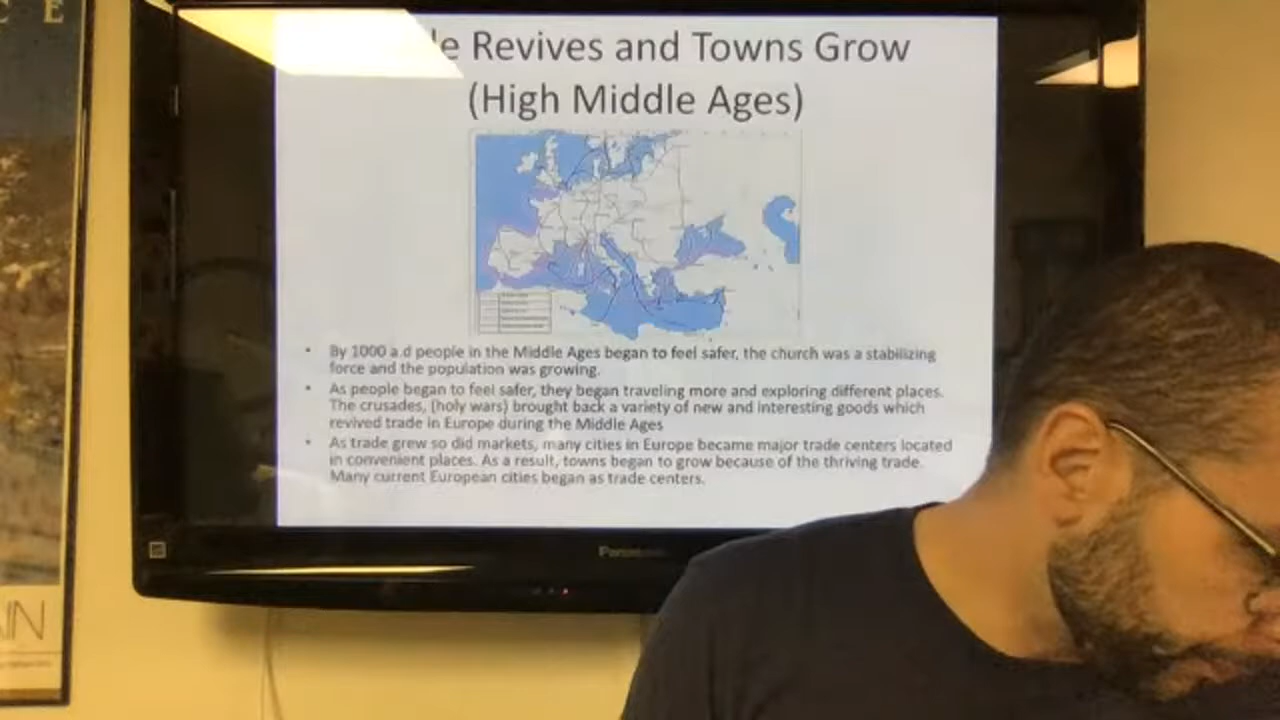 C E
e Revives and Towns Grow
(High Middle Ages)
• By 1000 a.d people in the Middle Ages began to feel safer, the church was a stabilizing
force and the population was growing.
• As people began to feel safer, they began traveling more and exploring different places.
The crusades, (holy wars) brought back a variety of new and interesting goods which
revived trade in Europe during the Middle Ages
• As trade grew so did markets, many cities in Europe became major trade centers located
in convenient places. As a result, towns began to grow because of the thriving trade.
Many current European cities began as trade centers.
Panasonic
AIN